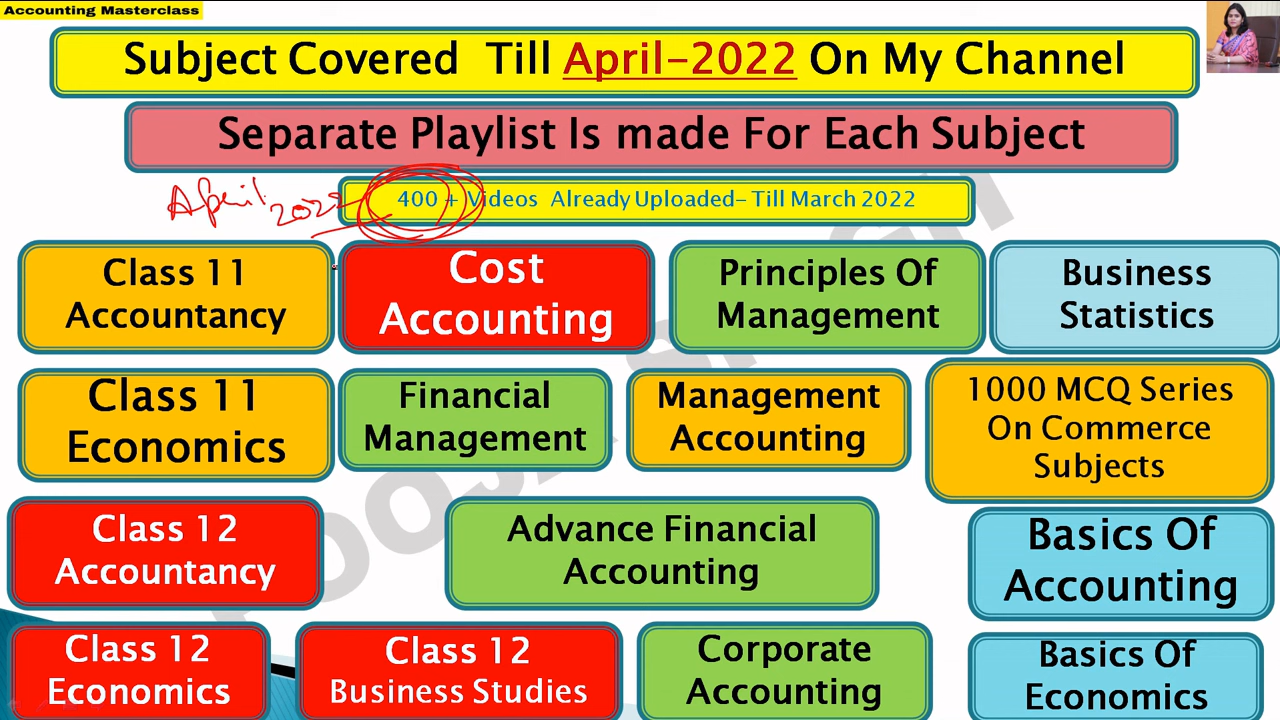 Accounting Masterclass
Subject Covered Till April-2022 On My Channel
Separate Playlist Is made For Each Subject
April 2022
400 + Videos Already Uploaded- Till March 2022
Class 11
Accountancy
Cost
Accounting
Principles Of
Management
Business
Statistics
Class 11
Economics
Financial
Management
Management
Accounting
1000 MCQ Series
On Commerce
Subjects
Class 12
Accountancy
Advance Financial
Accounting
Basics Of
Accounting
Class 12
Economics
Class 12
Business Studies
Corporate
Accounting
Basics Of
Economics